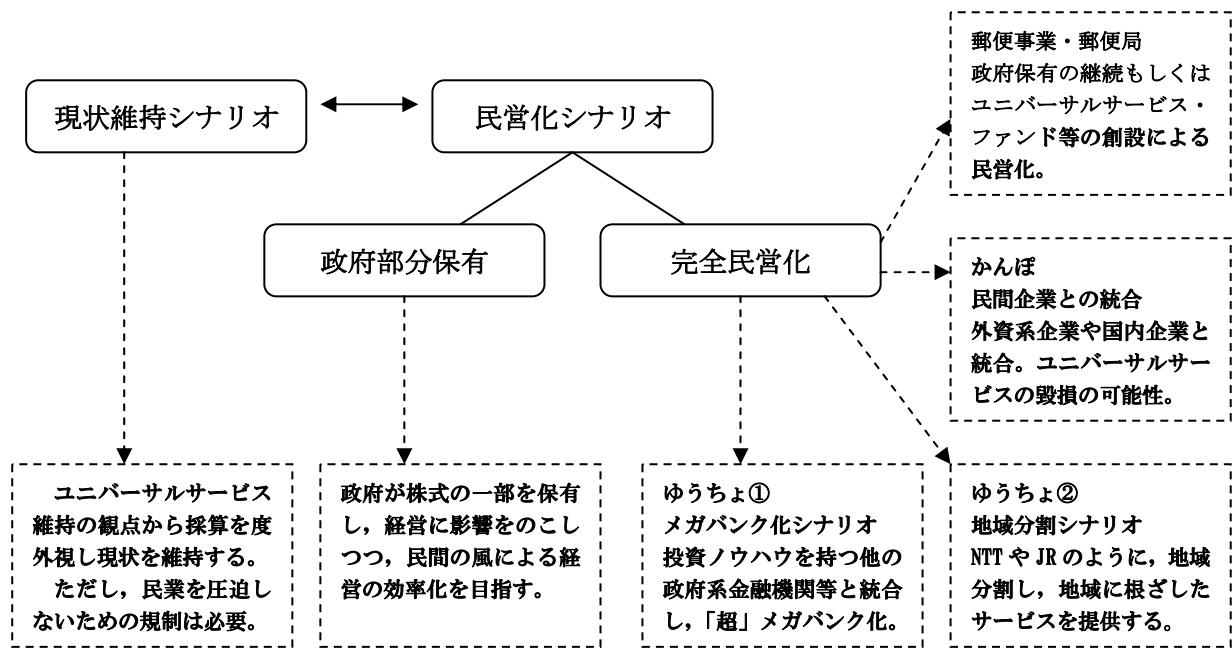 現状維持シナリオ
民営化シナリオ
政府部分保有
完全民営化
郵便事業・郵便局
政府保有の継続もしくは
ユニバーサルサービス・
ファンド等の創設による
民営化。
かんぽ
民間企業との統合
外資系企業や国内企業と
統合。ユニバーサルサー
ビスの毀損の可能性。
ユニバーサルサービス
維持の観点から採算を度
外視し現状を維持する。
ただし，民業を圧迫し
ないための規制は必要。
政府が株式の一部を保有
し，経営に影響をのこし
つつ，民間の風による経
営の効率化を目指す。
ゆうちょ①
メガバンク化シナリオ
投資ノウハウを持つ他の
政府系金融機関等と統合
し，「超」メガバンク化。
ゆうちょ②
地域分割シナリオ
NTT や JR のように，地域
分割し，地域に根ざした
サービスを提供する。